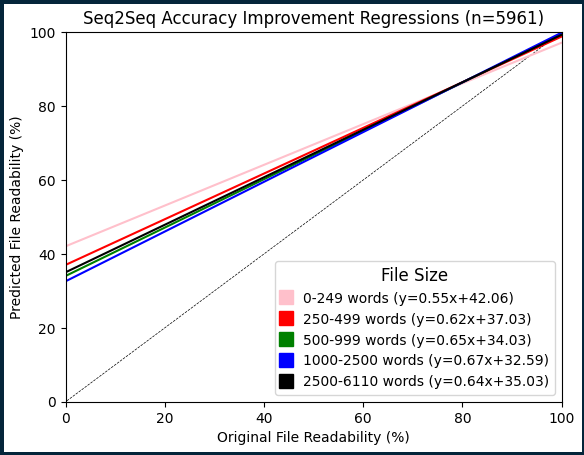 Seq2Seq Accuracy Improvement Regressions (n=5961)
100
80
60
40
20
0
Predicted File Readability (%)
File Size
0-249 words (y=0.55x+42.06)
250-499 words (y=0.62x+37.03)
500-999 words (y=0.65x+34.03)
1000-2500 words (y=0.67x+32.59)
2500-6110 words (y=0.64x+35.03)
0 20 40 60 80 100
Original File Readability (%)